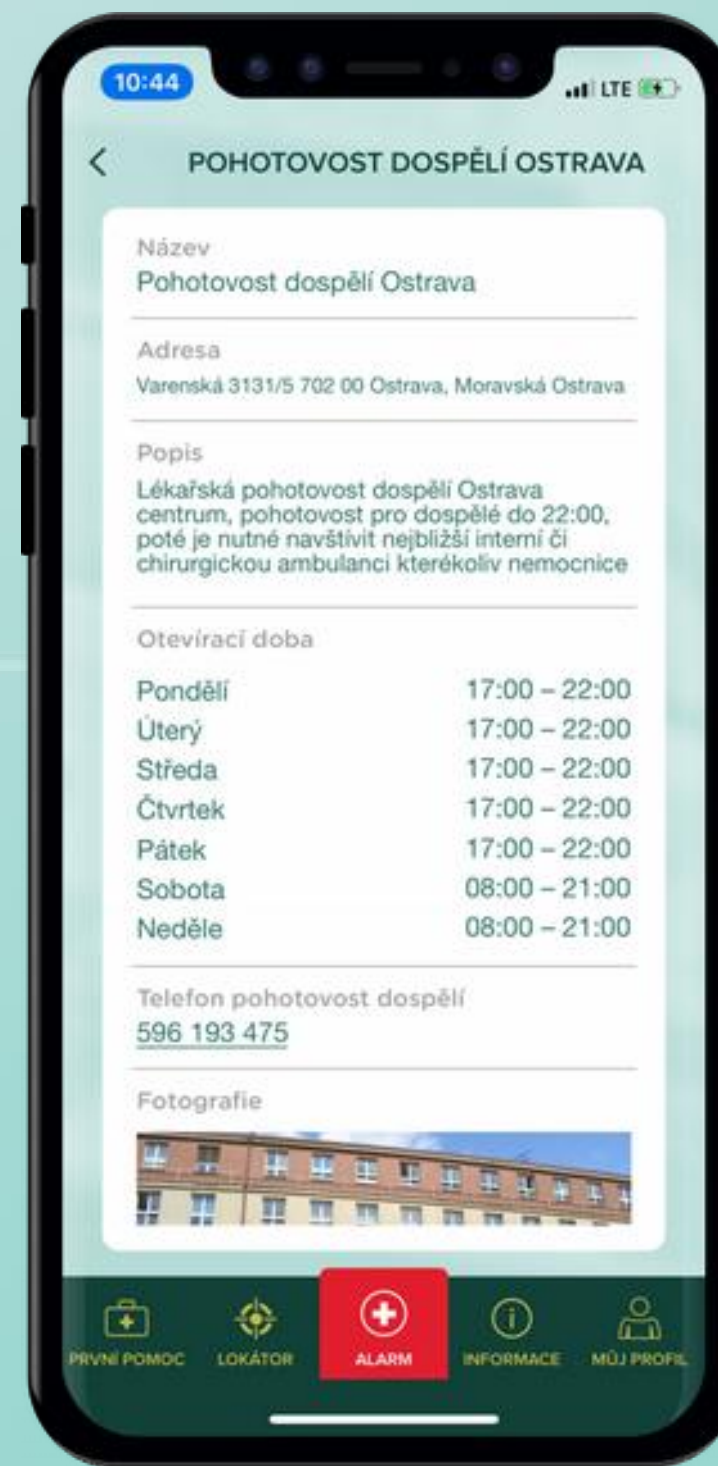 10:44
LTE
POHOTOVOST DOSPĚLÍ OSTRAVA
Název
Pohotovost dospělí Ostrava
Adresa
Varenská 3131/5 702 00 Ostrava, Moravská Ostrava
Popis
Lékařská pohotovost dospělí Ostrava
centrum, pohotovost pro dospělé do 22:00,
poté je nutné navštívit nejbližší interní či
chirurgickou ambulanci kterékoliv nemocnice
Otevírací doba
Pondělí 17:00 – 22:00
Úterý 17:00 – 22:00
Středa 17:00 – 22:00
Čtvrtek 17:00 – 22:00
Pátek 17:00 – 22:00
Sobota 08:00 – 21:00
Neděle 08:00 – 21:00
Telefon pohotovost dospělí
596 193 475
Fotografie
PRVNÍ POMOC LOKÁTOR ALARM INFORMACE MŮJ PROFIL